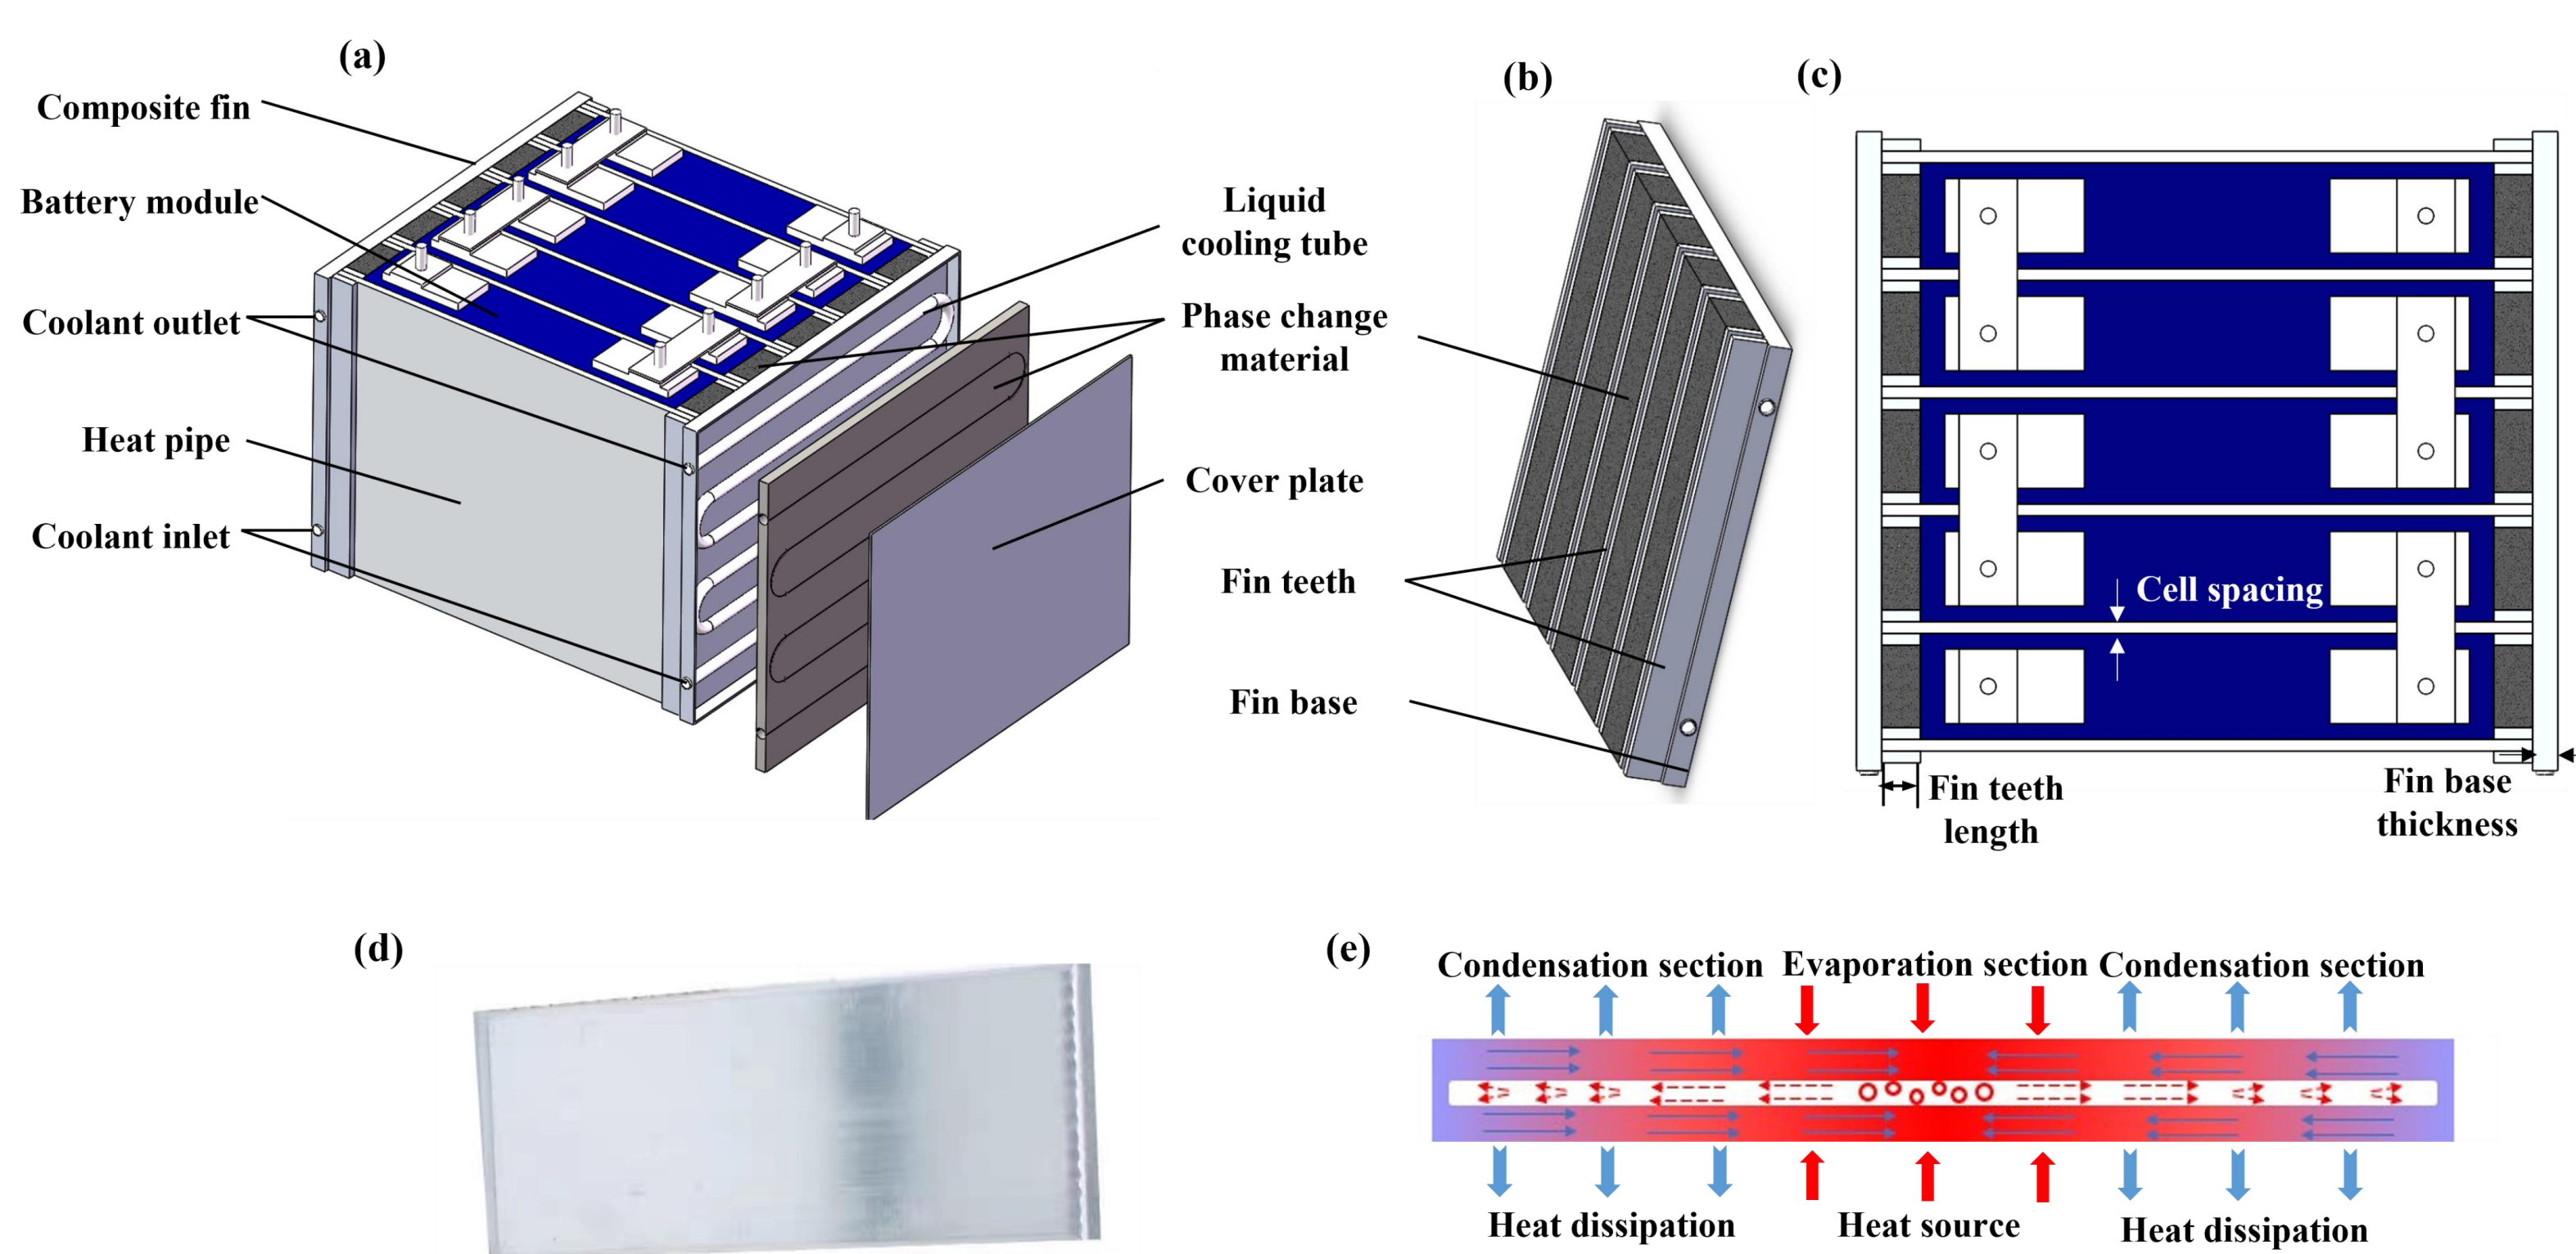 (a)
Composite fin
Battery module
Coolant outlet
Heat pipe
Coolant inlet
Liquid
cooling tube
Phase change
material
Cover plate
Fin teeth
Fin base
(b)
(c)
Cell spacing
Fin teeth
length
Fin base
thickness
(d)
(e)
Condensation section Evaporation section Condensation section
Heat dissipation Heat source Heat dissipation